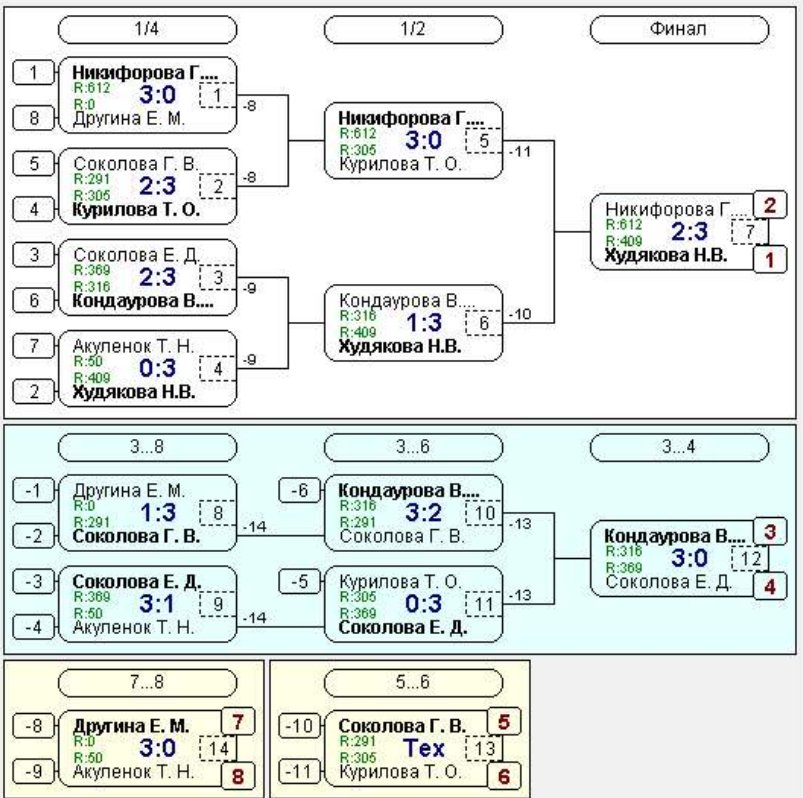 1/4
1/2
Финал
1
Никифорова Г....
R:612
3:0
1
R:0
8
Другина Е. М.
-8
5
Соколова Г. В.
R:291
2:3
2
R:305
4
Курилова Т. О.
-8
3
Соколова Е. Д.
R:369
2:3
3
R:316
6
Кондаурова В....
-9
7
Акуленок Т. Н.
R:50
0:3
4
R:409
2
Худякова Н.В.
-9
Никифорова Г....
R:612
3:0
5
R:305
Курилова Т. О.
-11
Кондаурова В....
R:316
1:3
6
R:409
Худякова Н.В.
-10
Никифорова Г....
2
R:612
2:3
7
R:409
Худякова Н.В.
1
3...8
3...6
3...4
-1
Другина Е. М.
R:0
1:3
8
R:291
-2
Соколова Г. В.
-14
-3
Соколова Е. Д.
R:369
3:1
9
R:50
-4
Акуленок Т. Н.
-14
-6
Кондаурова В....
R:316
3:2
10
R:291
Соколова Г. В.
-13
-5
Курилова Т. О.
R:305
0:3
11
R:369
Соколова Е. Д.
-13
Кондаурова В....
3
R:316
3:0
12
R:369
Соколова Е. Д.
4
7...8
5...6
-8
Другина Е. М.
7
R:0
3:0
14
R:50
-9
Акуленок Т. Н.
8
-10
Соколова Г. В.
5
R:291
Тех
13
R:305
-11
Курилова Т. О.
6